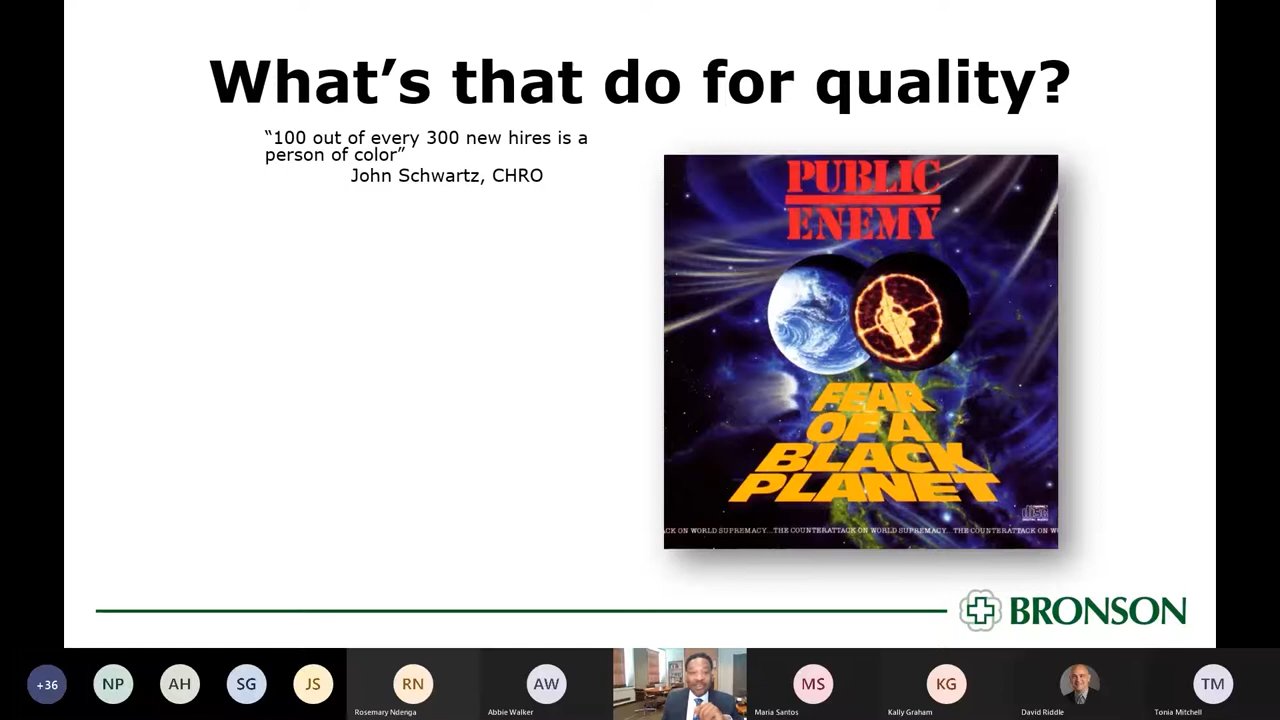 What’s that do for quality?
“100 out of every 300 new hires is a
person of color”
John Schwartz, CHRO
PUBLIC
ENEMY
FEAR
OF A
BLACK
PLANET
DIGITAL AUDIO
CK ON WORLD SUPREMACY... THE COUNTERATTACK ON WORLD SUPREMACY.. THE COUNTERATTACK ON W
BRONSON
+36
NP
AH
SG
JS
RN
AW
MS
KG
TM
Rosemary Ndenga
Abbie Walker
Maria Santos
Kally Graham
David Riddle
Tonia Mitchell